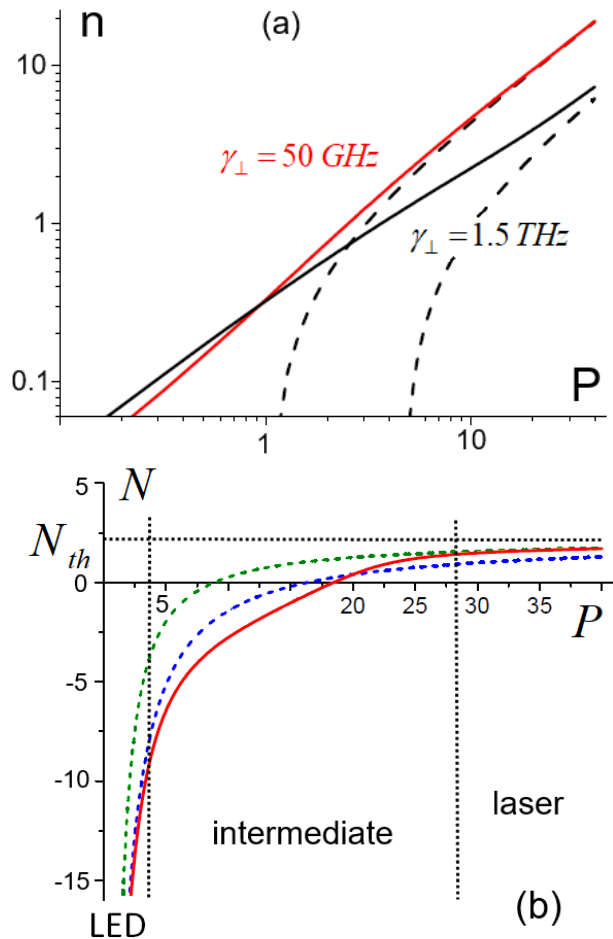 n
(a)
10
γ⊥ = 50 GHz
1
γ⊥ = 1.5 THz
0.1
P
1
10
5
N
N_th
0
5
20
25
30
35
P
-5
-10
laser
intermediate
-15
(b)
LED